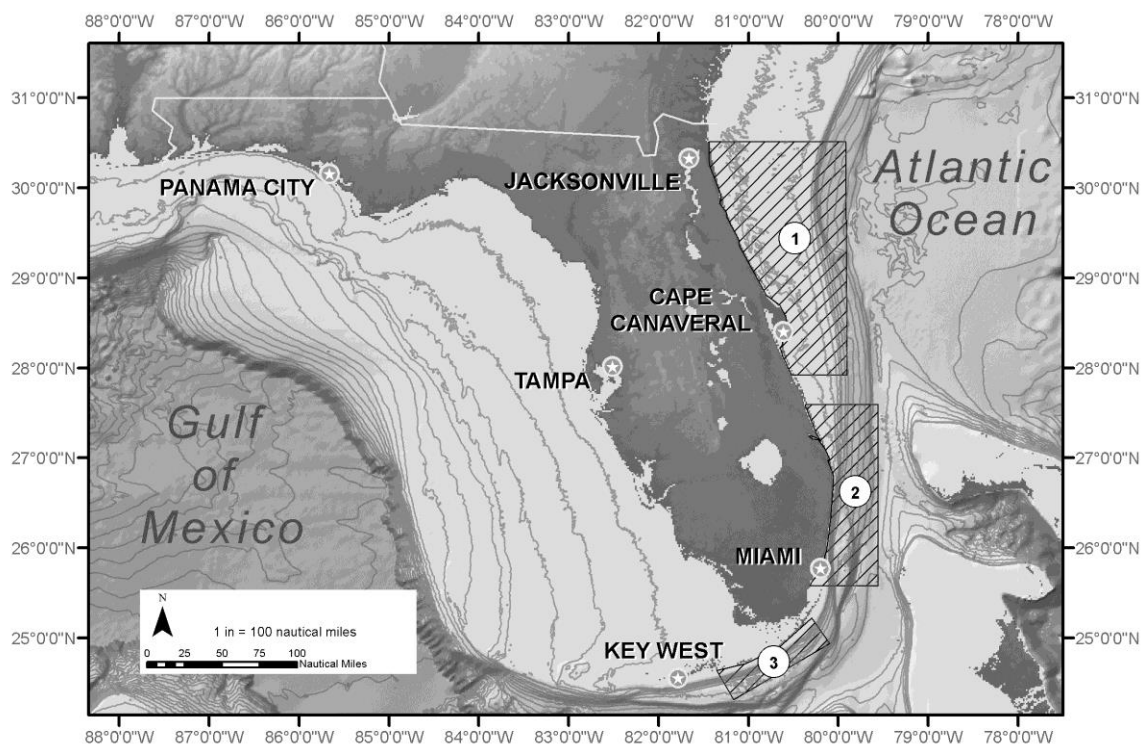 88°0'0"W 87°0'0"W 86°0'0"W 85°0'0"W 84°0'0"W 83°0'0"W 82°0'0"W 81°0'0"W 80°0'0"W 79°0'0"W 78°0'0"W
31°0'0"N 31°0'0"N
30°0'0"N 30°0'0"N
29°0'0"N 29°0'0"N
28°0'0"N 28°0'0"N
27°0'0"N 27°0'0"N
26°0'0"N 26°0'0"N
25°0'0"N 25°0'0"N
PANAMA CITY
JACKSONVILLE
Atlantic
Ocean
1
CAPE
CANAVERAL
TAMPA
Gulf
of
Mexico
2
MIAMI
KEY WEST
3
N
1 in = 100 nautical miles
0 25 50 75 100
Nautical Miles
88°0'0"W 87°0'0"W 86°0'0"W 85°0'0"W 84°0'0"W 83°0'0"W 82°0'0"W 81°0'0"W 80°0'0"W 79°0'0"W 78°0'0"W